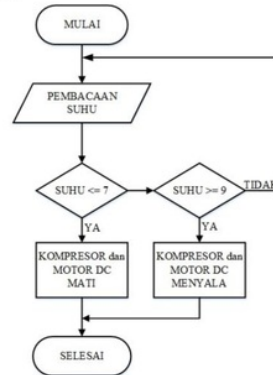 MULAI
PEMBACAAN
SUHU
SUHU <= 7
SUHU >= 9
TIDAK
YA
YA
KOMPRESOR dan
MOTOR DC
MATI
KOMPRESOR dan
MOTOR DC
MENYALA
SELESAI